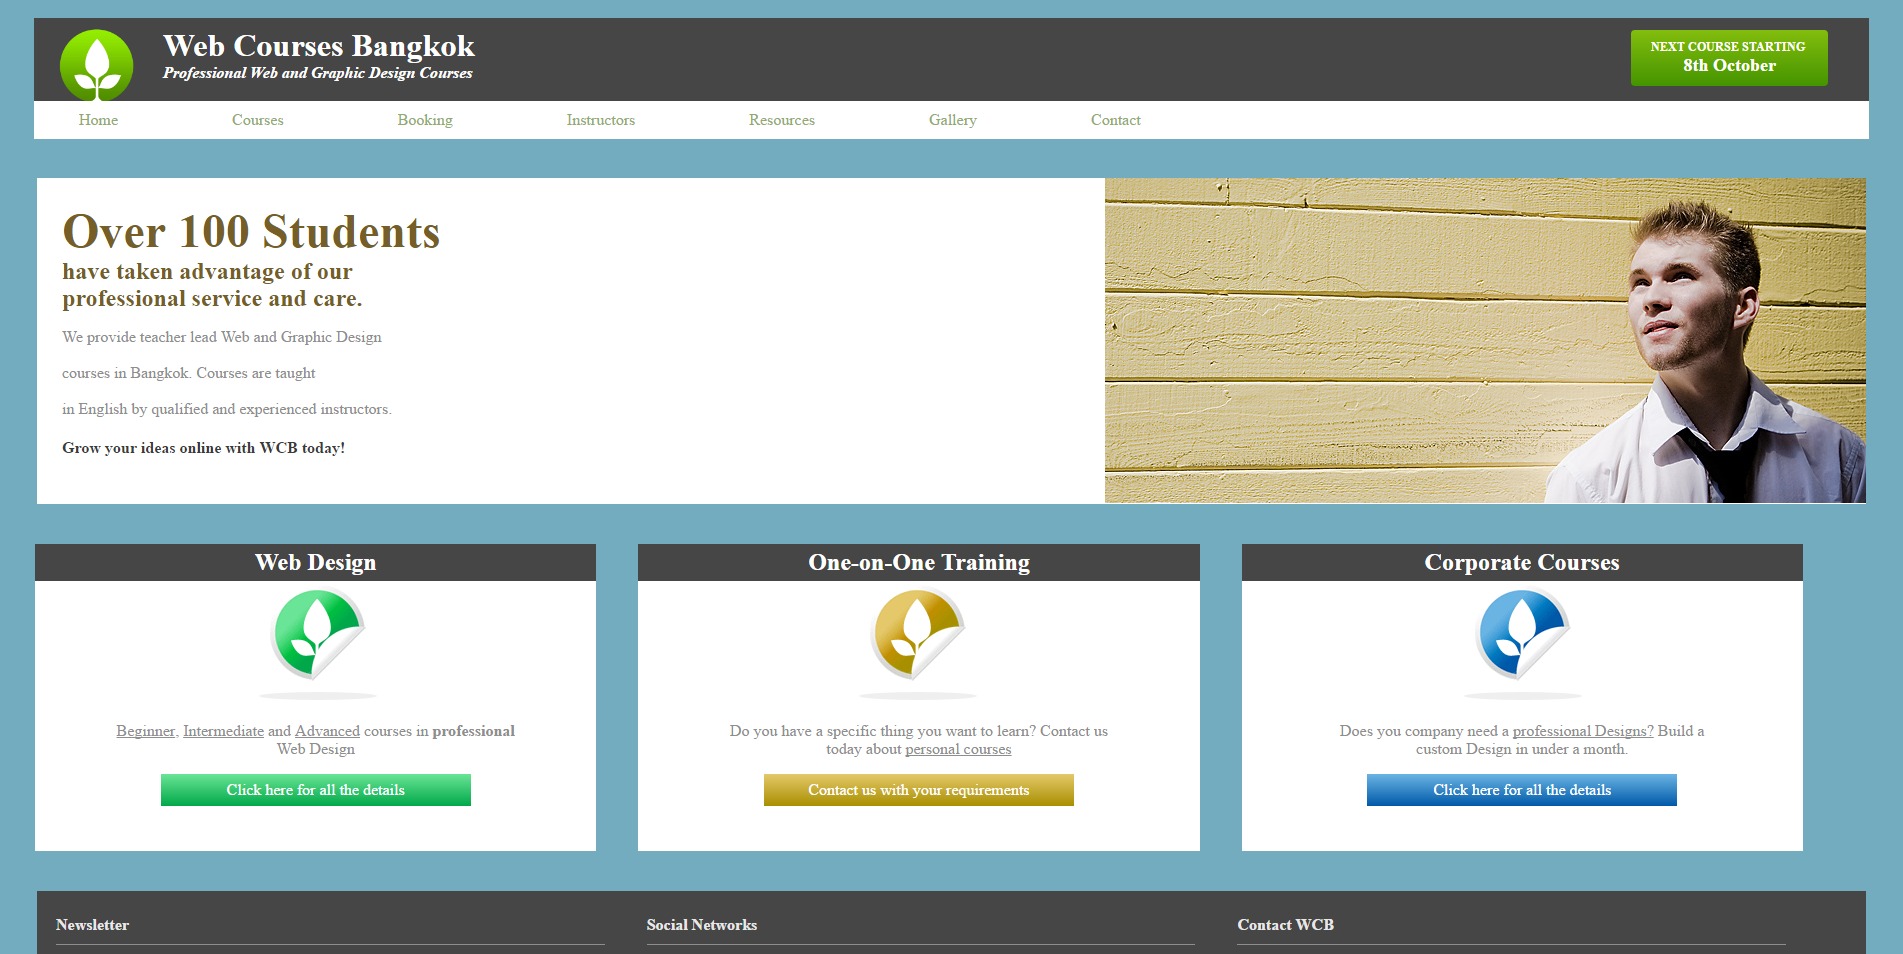 Web Courses Bangkok
Professional Web and Graphic Design Courses
NEXT COURSE STARTING
8th October
Home Courses Booking Instructors Resources Gallery Contact
Over 100 Students
have taken advantage of our
professional service and care.
We provide teacher lead Web and Graphic Design
courses in Bangkok. Courses are taught
in English by qualified and experienced instructors.
Grow your ideas online with WCB today!
Web Design
Beginner, Intermediate and Advanced courses in professional
Web Design
Click here for all the details
One-on-One Training
Do you have a specific thing you want to learn? Contact us
today about personal courses
Contact us with your requirements
Corporate Courses
Does you company need a professional Designs? Build a
custom Design in under a month.
Click here for all the details
Newsletter
Social Networks
Contact WCB